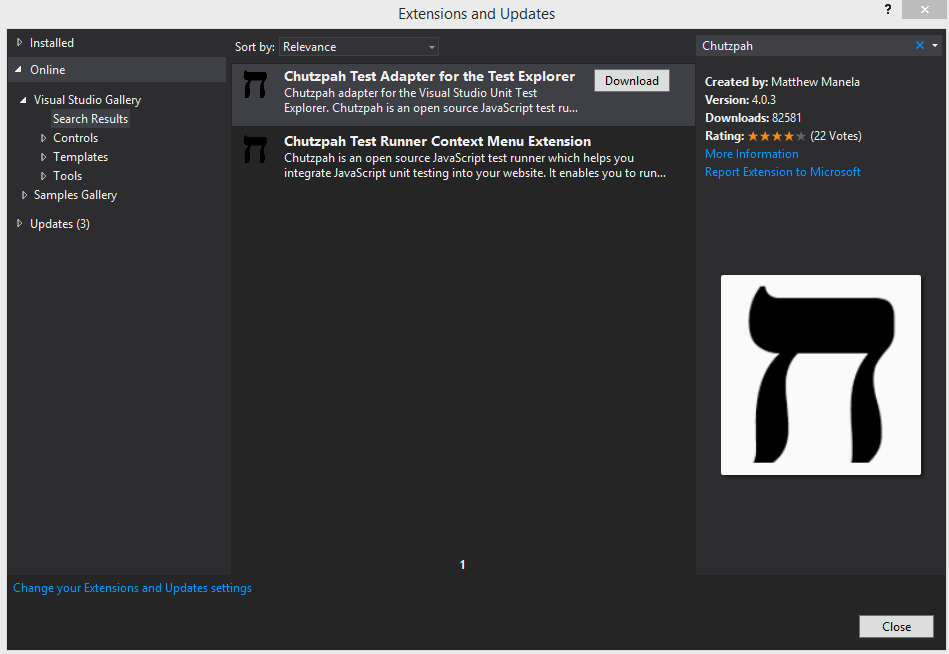 Extensions and Updates
?
Installed
Online
Visual Studio Gallery
Search Results
Controls
Templates
Tools
Samples Gallery
Updates (3)
Sort by: Relevance
ח Chutzpah Test Adapter for the Test Explorer Download
Chutzpah adapter for the Visual Studio Unit Test
Explorer. Chutzpah is an open source JavaScript test ru...
ח Chutzpah Test Runner Context Menu Extension
Chutzpah is an open source JavaScript test runner which helps you
integrate JavaScript unit testing into your website. It enables you to run...
1
Chutzpah
Created by: Matthew Manela
Version: 4.0.3
Downloads: 82581
Rating: (22 Votes)
More Information
Report Extension to Microsoft
ח
Change your Extensions and Updates settings
Close